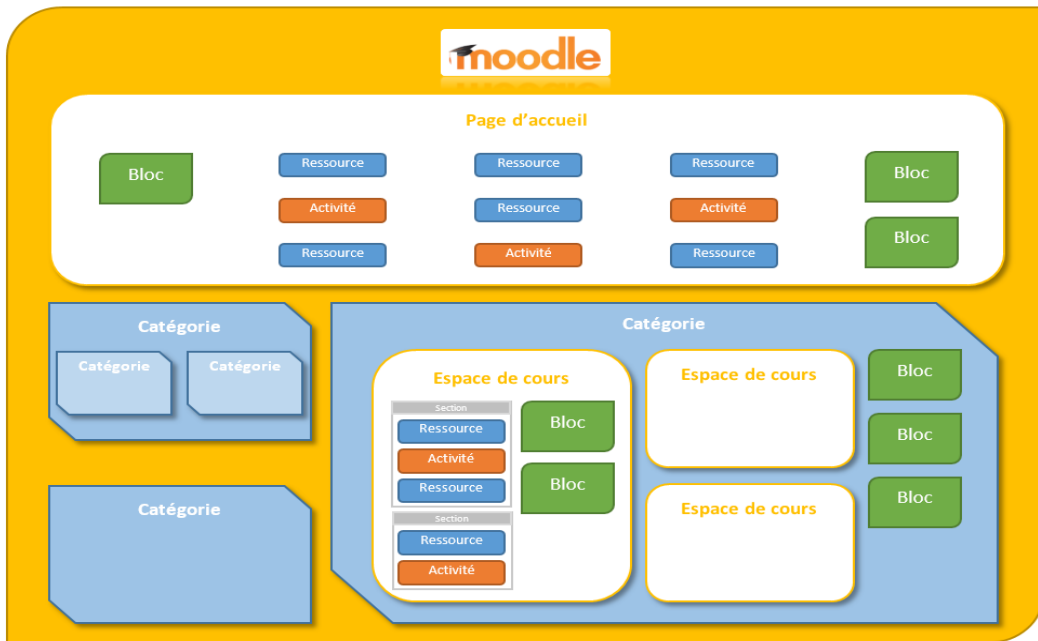 moodle
Page d'accueil
Bloc
Ressource
Ressource
Ressource
Bloc
Activité
Ressource
Activité
Bloc
Ressource
Activité
Ressource
Catégorie
Catégorie
Catégorie
Catégorie
Catégorie
Espace de cours
Section
Ressource
Activité
Ressource
Section
Ressource
Activité
Bloc
Bloc
Espace de cours
Espace de cours
Bloc
Bloc
Bloc